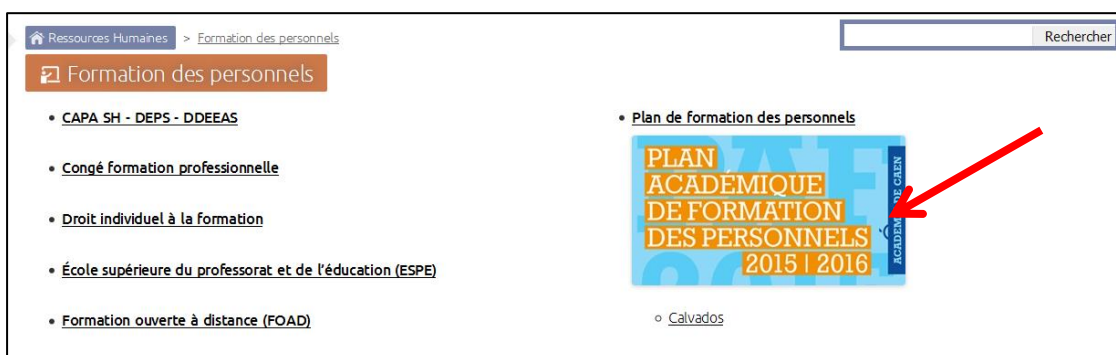 Ressources Humaines > Formation des personnels
Rechercher
Formation des personnels
• CAPA SH - DEPS - DDEEAS
• Congé formation professionnelle
• Droit individuel à la formation
• École supérieure du professorat et de l'éducation (ESPE)
• Formation ouverte à distance (FOAD)
• Plan de formation des personnels
PLAN
ACADÉMIQUE
DE FORMATION
DES PERSONNELS
2015 | 2016
ACADÉMIE DE CAEN
Calvados